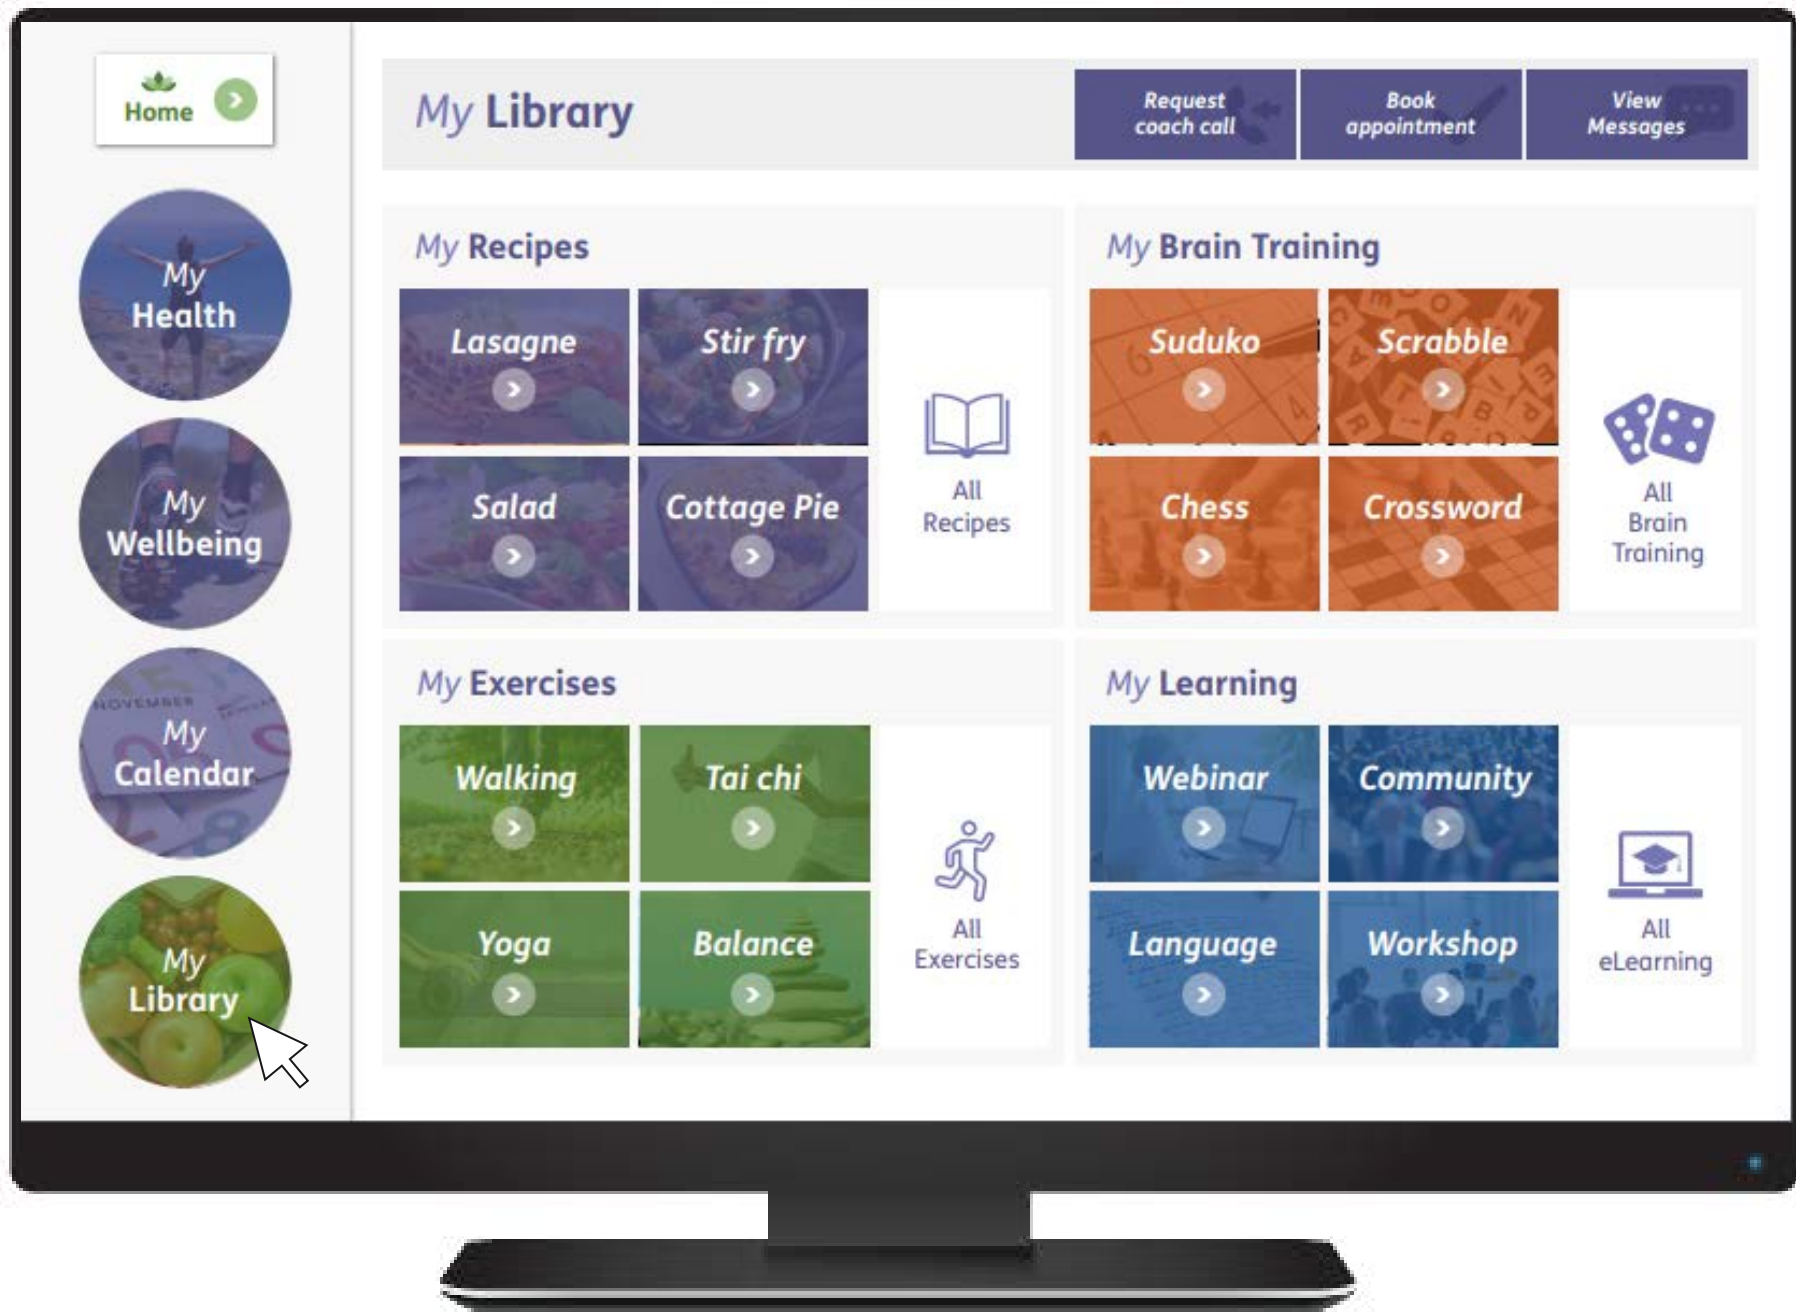 Home
My
Health
My
Wellbeing
NOVEMBER
My
Calendar
My
Library
My Library
Request
coach call
Book
appointment
View
Messages
My Recipes
Lasagne
Stir fry
Salad
Cottage Pie
All
Recipes
My Brain Training
Suduko
Scrabble
Chess
Crossword
All
Brain
Training
My Exercises
Walking
Tai chi
Yoga
Balance
All
Exercises
My Learning
Webinar
Community
Language
Workshop
All
eLearning